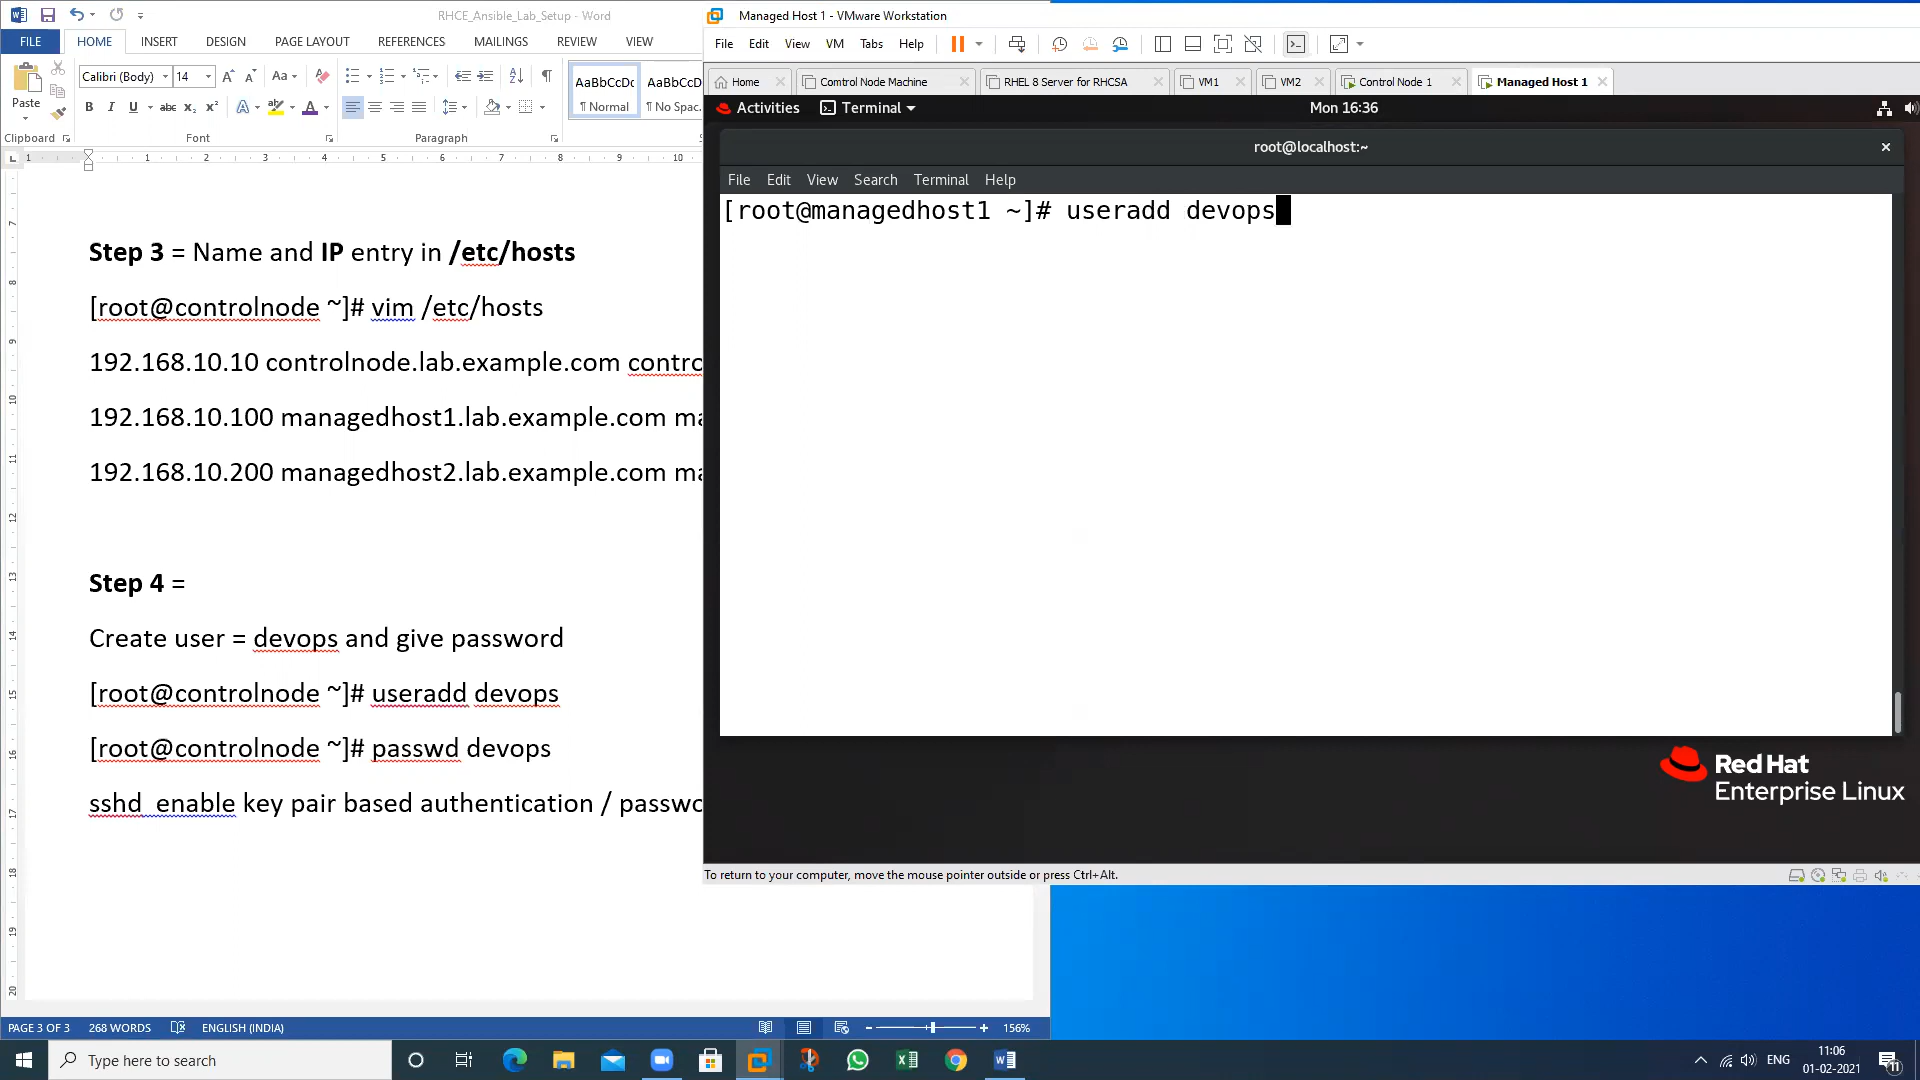 RHCE_Ansible_Lab_Setup - Word
FILE HOME INSERT DESIGN PAGE LAYOUT REFERENCES MAILINGS REVIEW VIEW
Calibri (Body) 14
Paste
AaBbCcDc
¶ Normal
AaBbCcDc
¶ No Spac.
Clipboard Font Paragraph
Step 3 = Name and IP entry in /etc/hosts
[root@controlnode ~]# vim /etc/hosts
192.168.10.10 controlnode.lab.example.com contro
192.168.10.100 managedhost1.lab.example.com ma
192.168.10.200 managedhost2.lab.example.com ma
Step 4 =
Create user = devops and give password
[root@controlnode ~]# useradd devops
[root@controlnode ~]# passwd devops
sshd enable key pair based authentication / passwo
PAGE 3 OF 3 268 WORDS ENGLISH (INDIA) 156%
Managed Host 1 - VMware Workstation
File Edit View VM Tabs Help
Home Comtrol Node Machine RHEL 8 Server for RHCSA VM1 VM2 Control Node 1 Managed Host 1
Activities Terminal Mon 16:36
root@localhost:~
File Edit View Search Terminal Help
[root@managedhost1 ~]# useradd devops
Red Hat
Enterprise Linux
To return to your computer, move the mouse pointer outside or press Ctrl+Alt.
Type here to search
ENG
11:06
01-02-2021
11